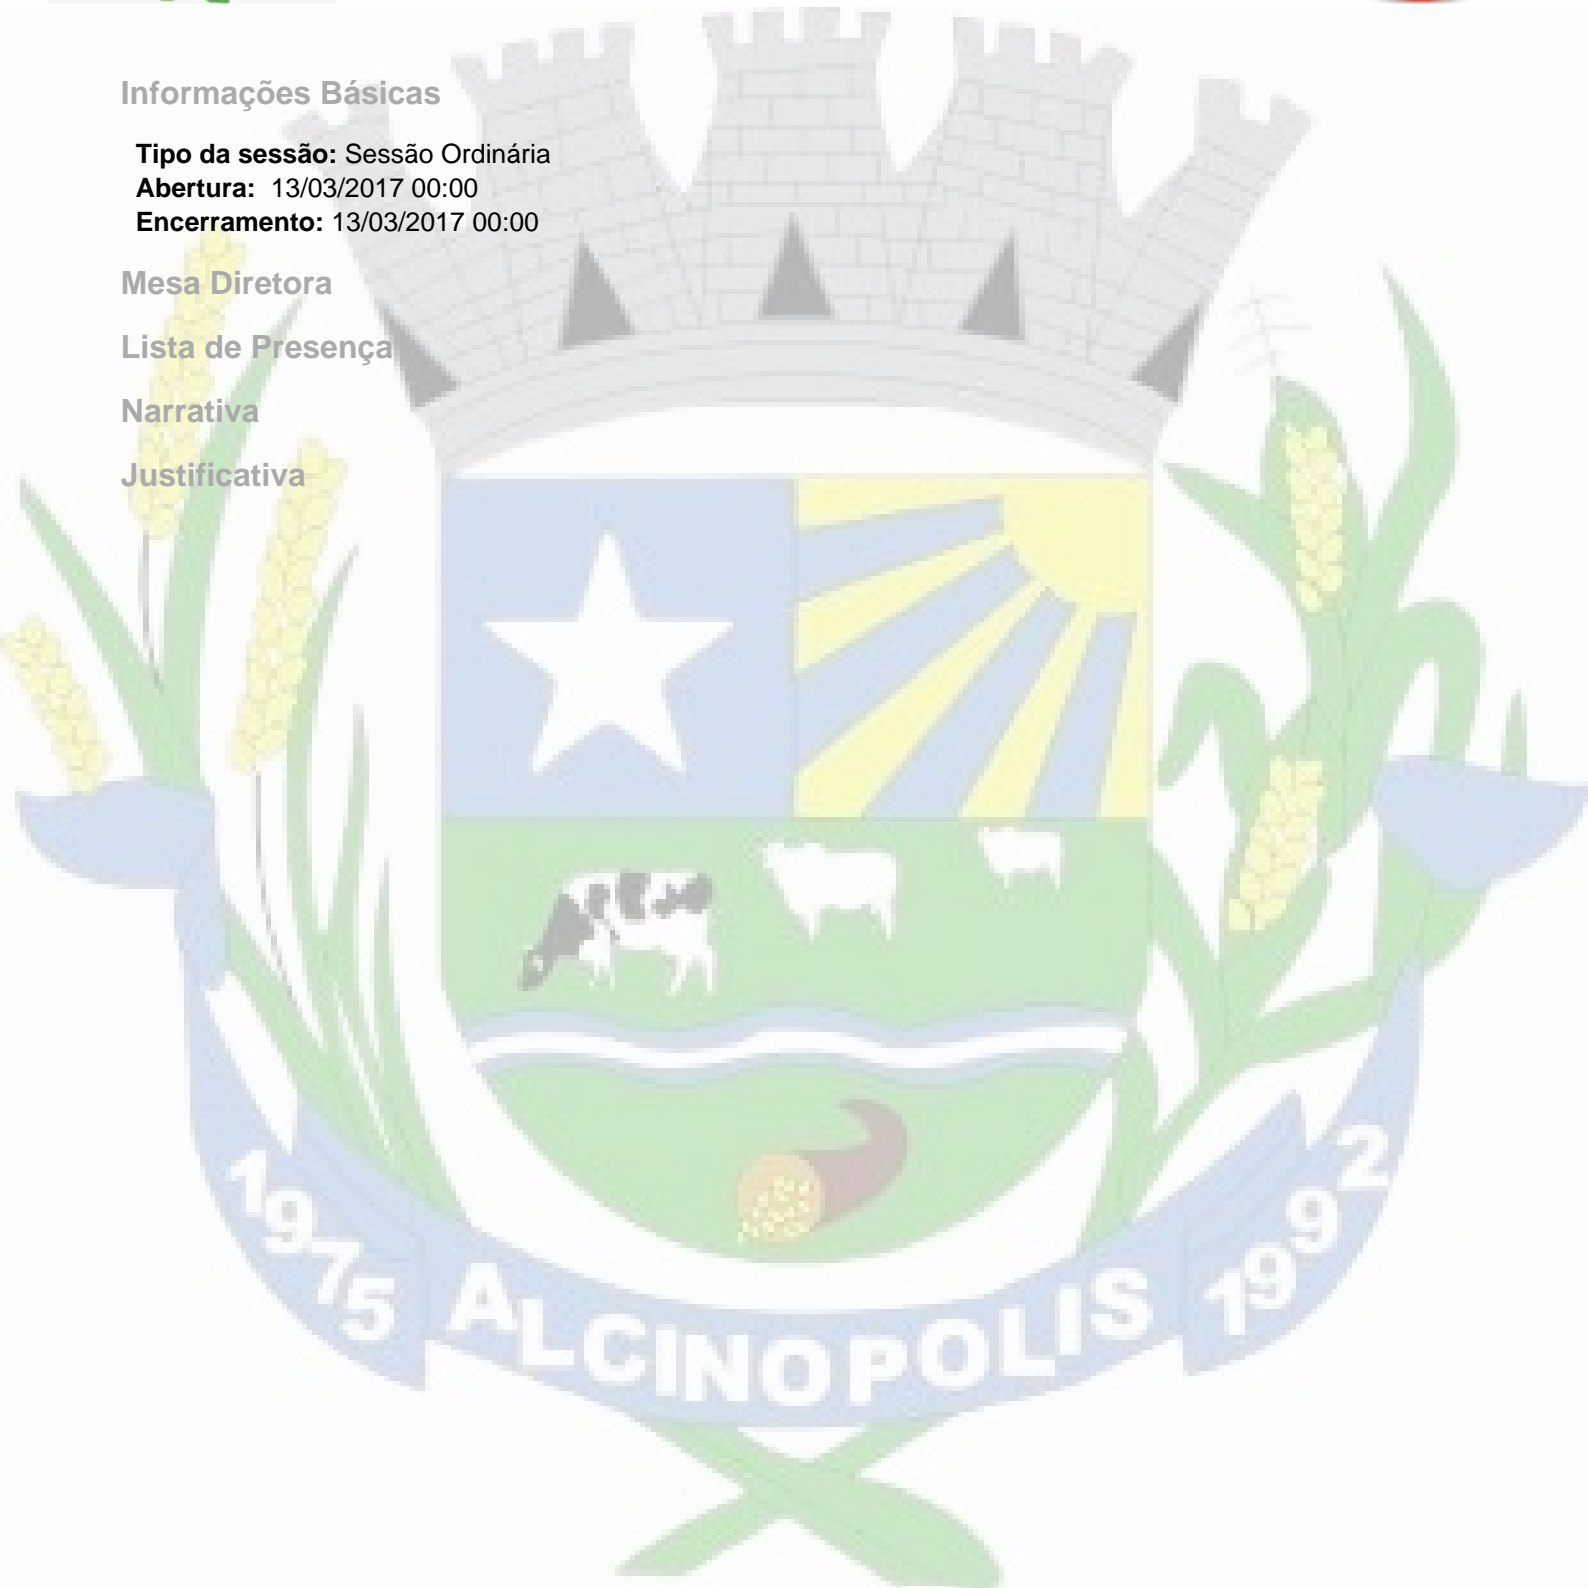 Informações Básicas
Tipo da sessão: Sessão Ordinária
Abertura: 13/03/2017 00:00
Encerramento: 13/03/2017 00:00
Mesa Diretora
Lista de Presença
Narrativa
Justificativa
1975 ALCINOPOLIS 1992